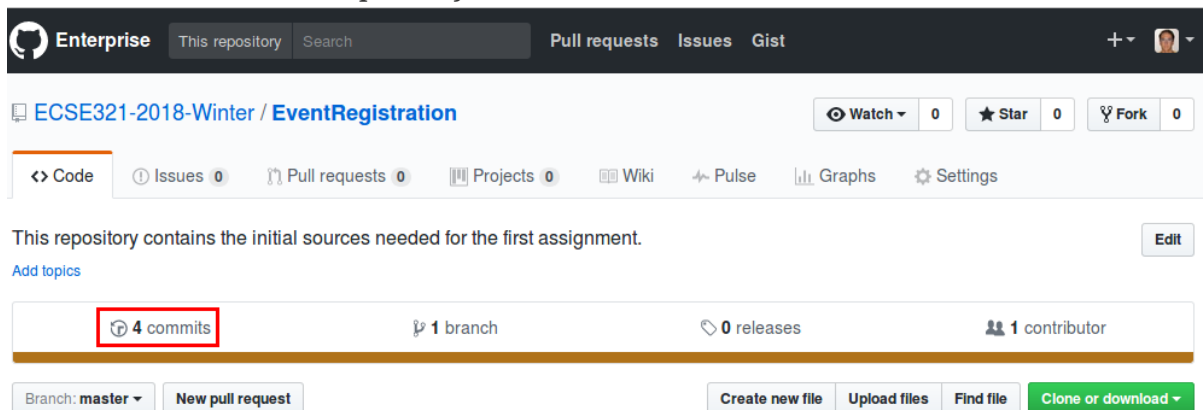 Enterprise This repository Search Pull requests Issues Gist
ECSE321-2018-Winter / EventRegistration Watch 0 Star 0 Fork 0
Code Issues 0 Pull requests 0 Projects 0 Wiki Pulse Graphs Settings
This repository contains the initial sources needed for the first assignment. Edit
Add topics
4 commits 1 branch 0 releases 1 contributor
Branch: master New pull request Create new file Upload files Find file Clone or download